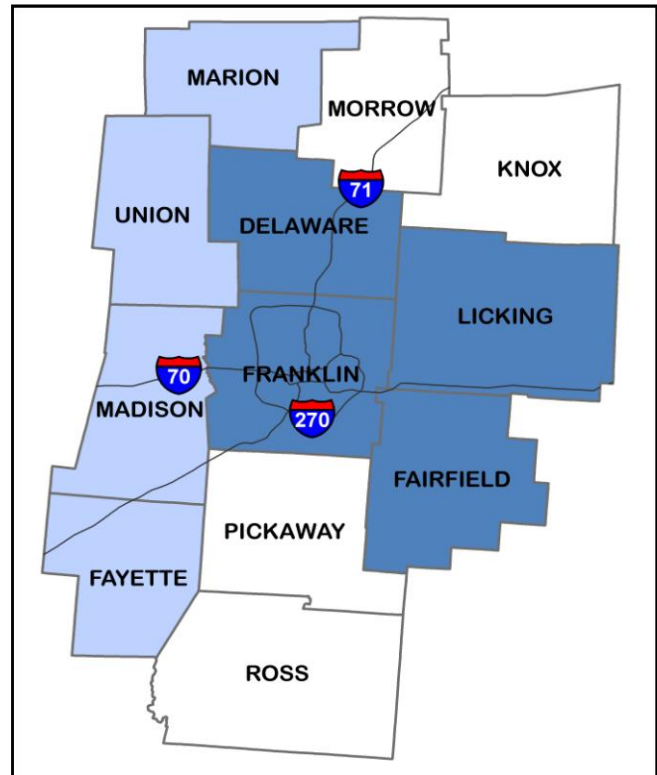 MARION
MORROW
KNOX
71
UNION
DELAWARE
LICKING
70
FRANKLIN
MADISON
270
FAIRFIELD
PICKAWAY
FAYETTE
ROSS